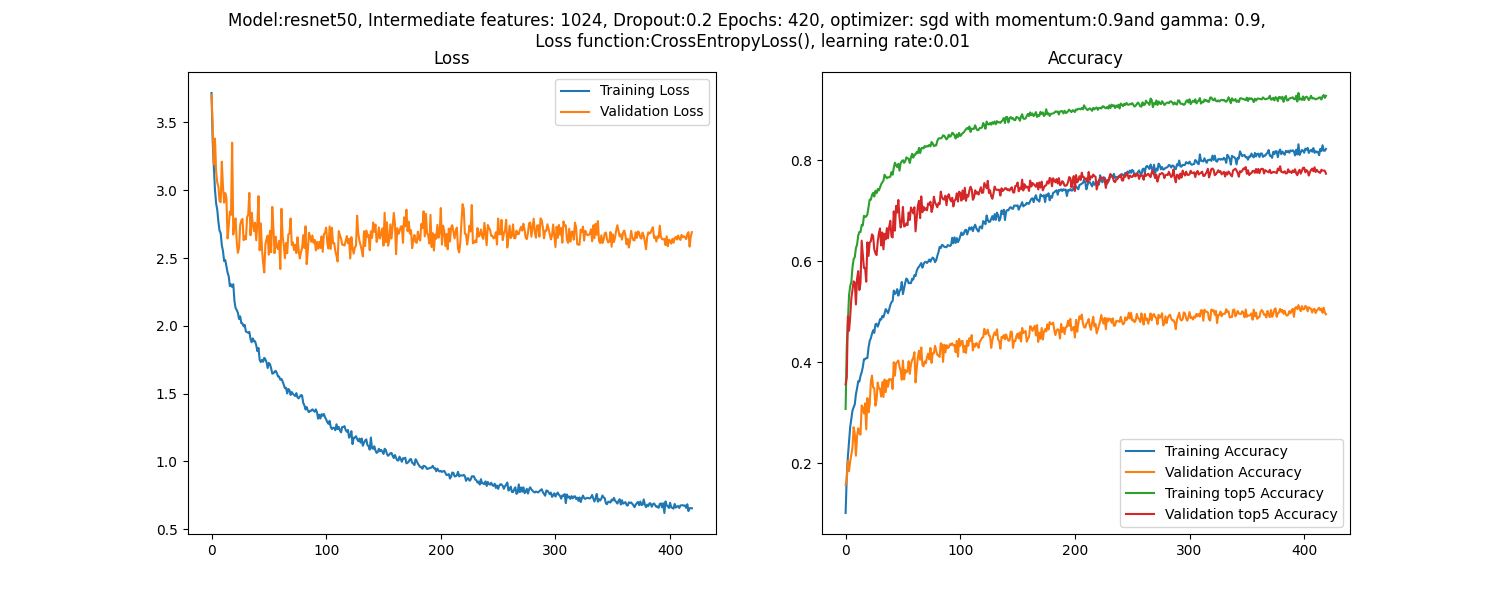 Model:resnet50, Intermediate features: 1024, Dropout:0.2 Epochs: 420, optimizer: sgd with momentum:0.9and gamma: 0.9,
Loss function:CrossEntropyLoss(), learning rate:0.01
Loss
Training Loss
Validation Loss
3.5
3.0
2.5
2.0
1.5
1.0
0.5
0
100
200
300
400
Accuracy
0.8
0.6
0.4
0.2
Training Accuracy
Validation Accuracy
Training top5 Accuracy
Validation top5 Accuracy
0
100
200
300
400